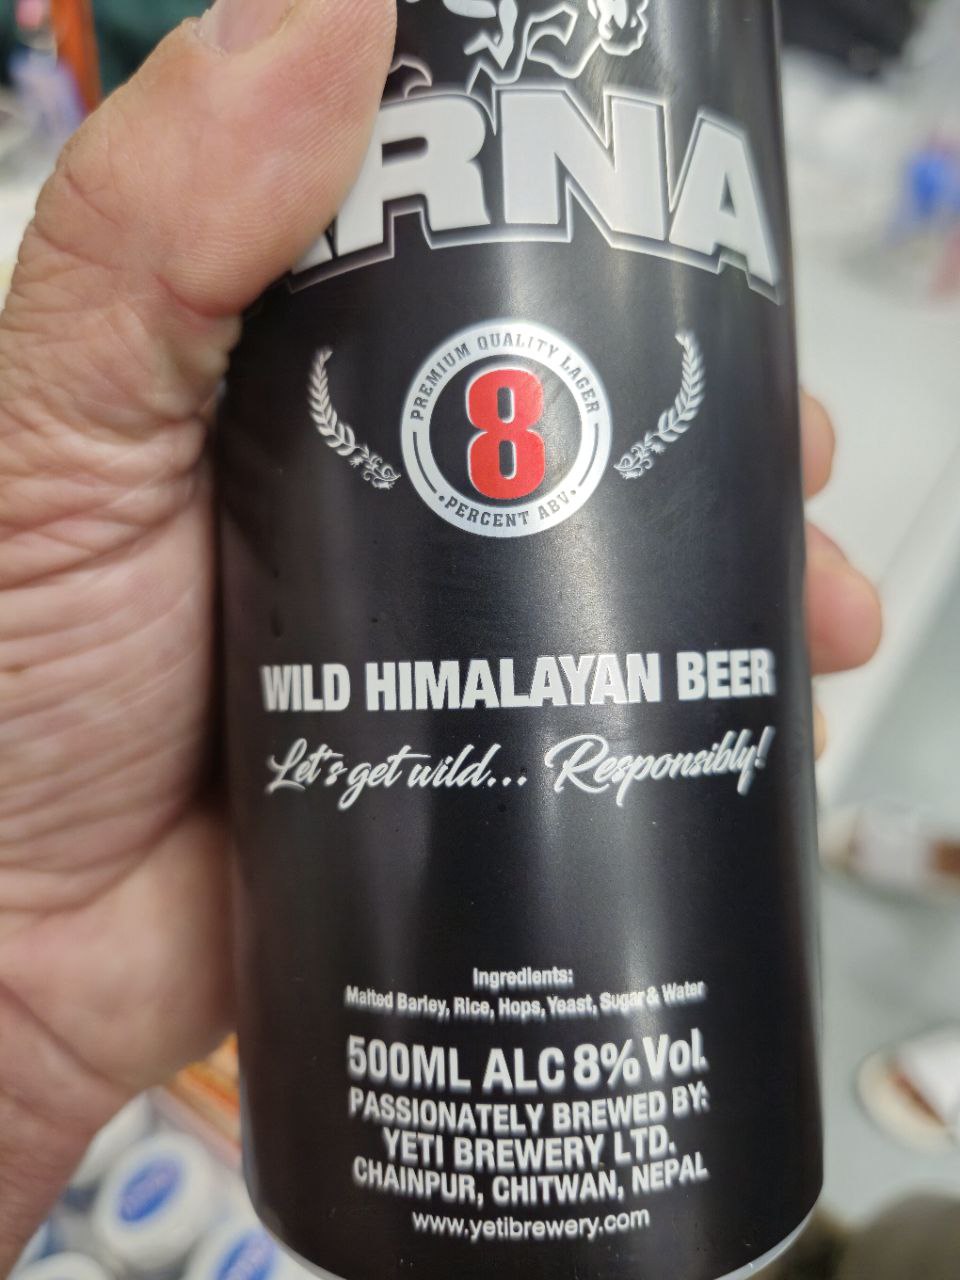 ARNA
PREMIUM QUALITY LAGER
8
PERCENT ABV.
WILD HIMALAYAN BEER
Let's get wild... Responsibly!
Ingredients:
Malted Barley, Rice, Hops, Yeast, Sugar & Water
500ML ALC 8% Vol.
PASSIONATELY BREWED BY:
YETI BREWERY LTD.
CHAINPUR, CHITWAN, NEPAL
www.yetibrewery.com